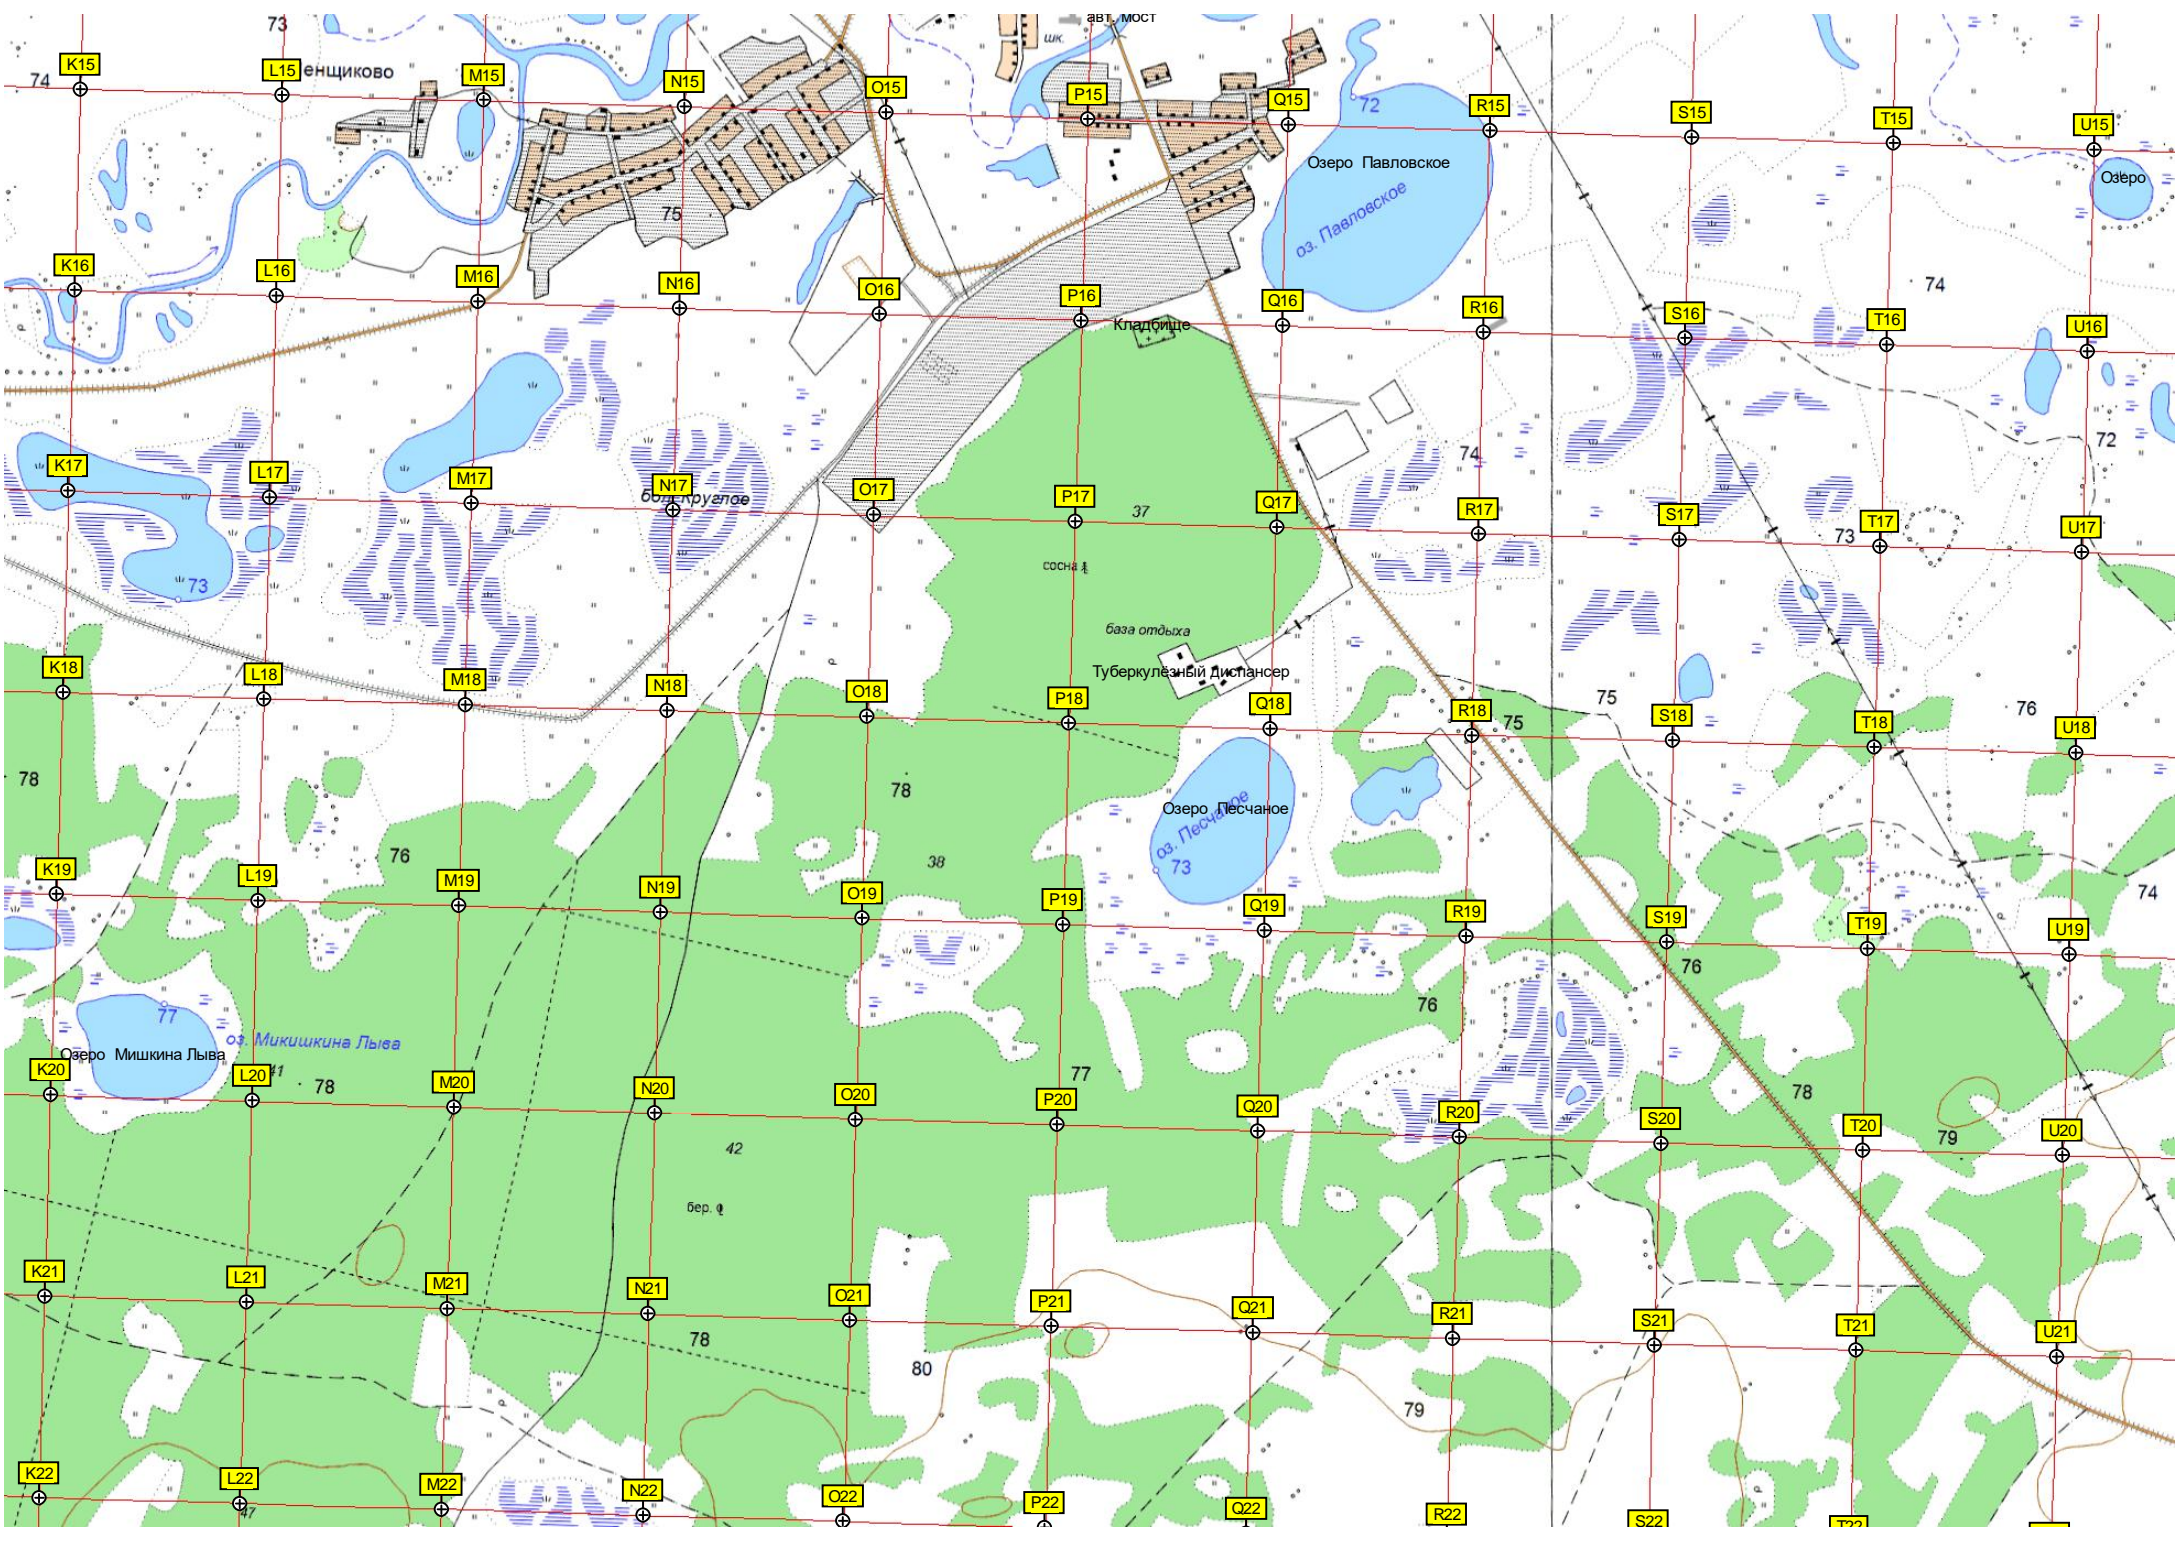 авт. мост
73
шк.
K15
L15
енщиково
M15
N15
O15
P15
Q15
72
R15
S15
T15
U15
74
Озеро Павловское
оз. Павловское
Озеро
75
K16
L16
M16
N16
O16
P16
Q16
R16
S16
T16
U16
74
Кладбище
72
74
K17
L17
M17
N17
бол. Круглое
O17
P17
37
Q17
R17
S17
73
T17
U17
73
сосна
база отдыха
Туберкулёзный диспансер
K18
L18
M18
N18
O18
P18
Q18
R18
75
75
S18
T18
76
U18
78
78
Озеро Песчаное
оз. Песчаное
73
76
38
K19
L19
M19
N19
O19
P19
Q19
R19
S19
T19
U19
74
76
76
77
оз. Микишкина Лыва
Озеро Мишкина Лыва
K20
L20
41
78
M20
N20
O20
77
P20
Q20
R20
S20
78
T20
79
U20
42
бер.
K21
L21
M21
N21
78
O21
P21
Q21
R21
S21
T21
U21
80
79
K22
L22
47
M22
N22
O22
P22
Q22
R22
S22
T22